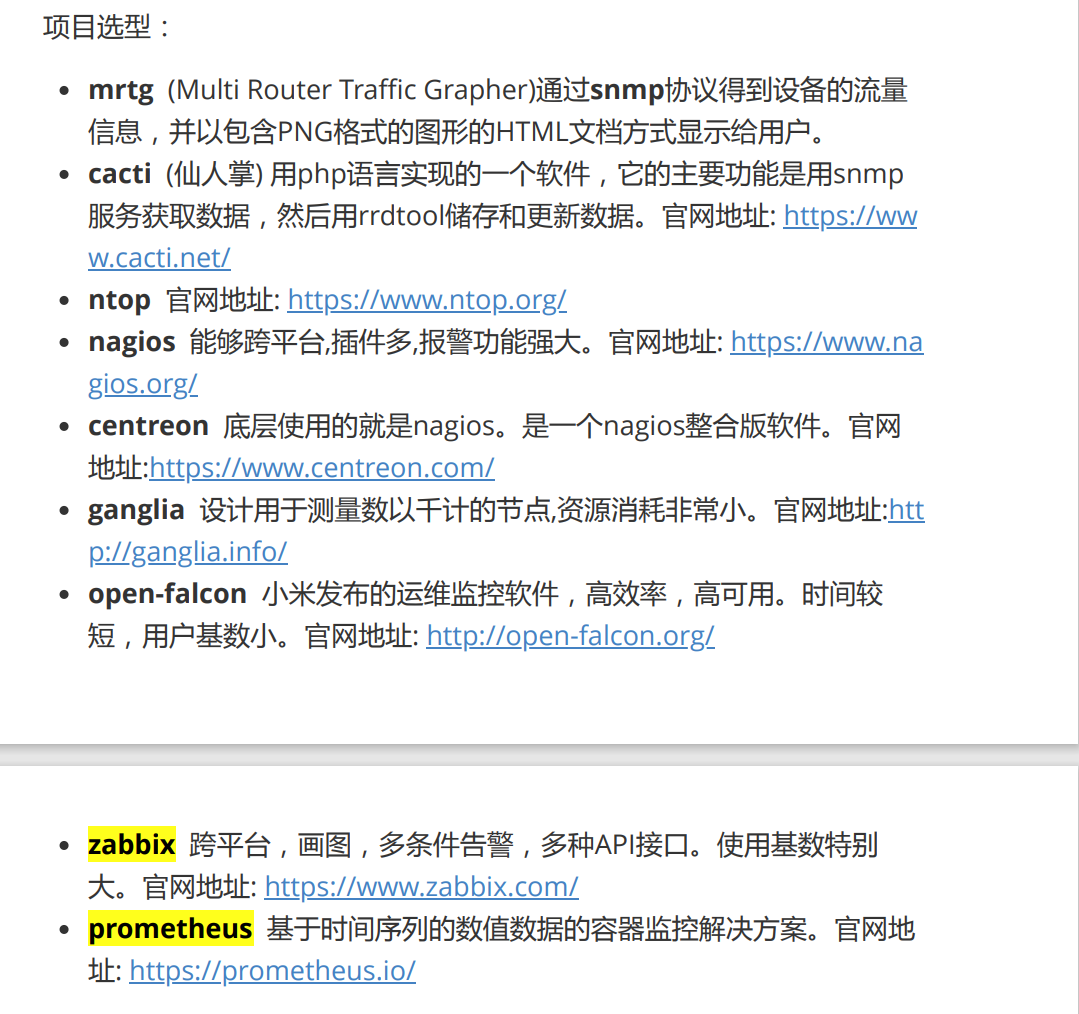 项目选型：
mrtg (Multi Router Traffic Grapher)通过snmp协议得到设备的流量
信息，并以包含PNG格式的图形的HTML文档方式显示给用户。
cacti (仙人掌) 用php语言实现的一个软件，它的主要功能是用snmp
服务获取数据，然后用rrdtool储存和更新数据。官网地址: https://ww
w.cacti.net/
ntop 官网地址: https://www.ntop.org/
nagios 能够跨平台,插件多,报警功能强大。官网地址: https://www.na
gios.org/
centreon 底层使用的就是nagios。是一个nagios整合版软件。官网
地址:https://www.centreon.com/
ganglia 设计用于测量数以千计的节点,资源消耗非常小。官网地址:htt
p://ganglia.info/
open-falcon 小米发布的运维监控软件，高效率，高可用。时间较
短，用户基数小。官网地址: http://open-falcon.org/
zabbix 跨平台，画图，多条件告警，多种API接口。使用基数特别
大。官网地址: https://www.zabbix.com/
prometheus 基于时间序列的数值数据的容器监控解决方案。官网地
址: https://prometheus.io/